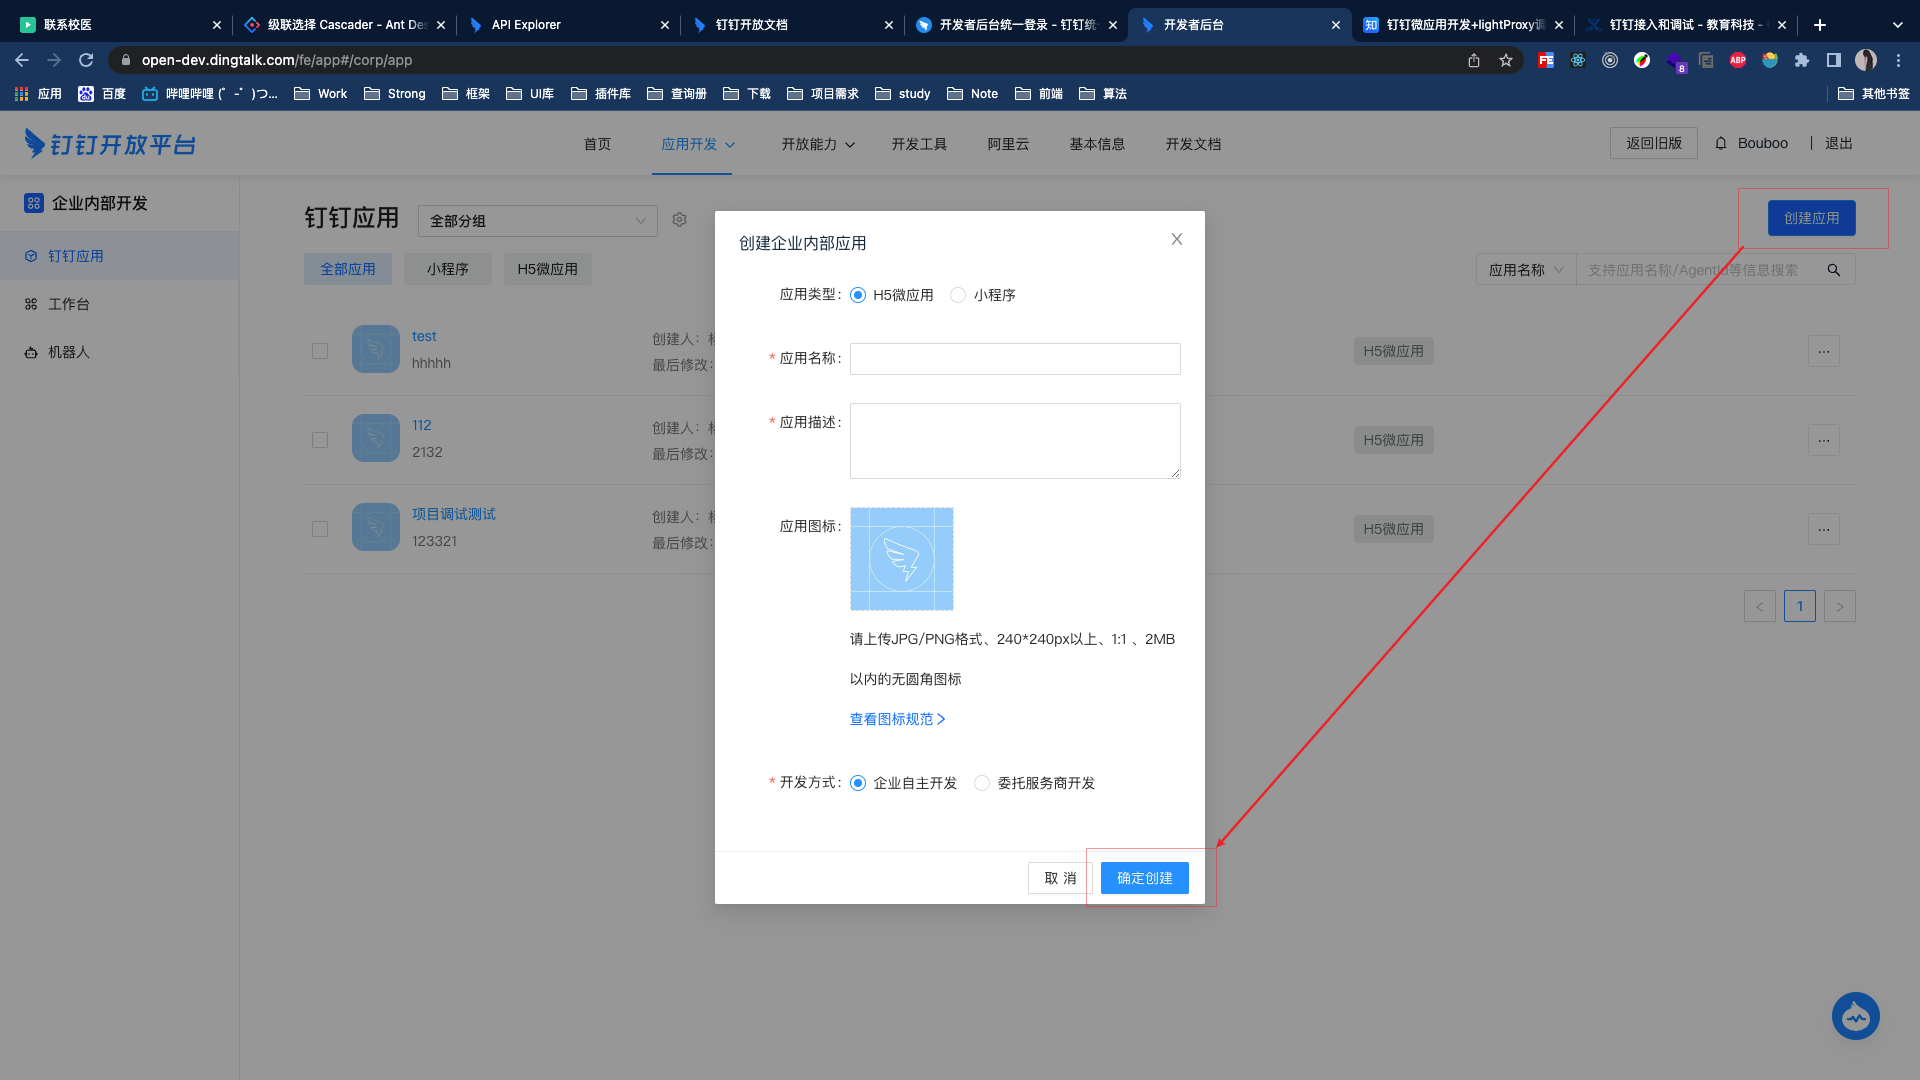 联系校医
级联选择 Cascader - Ant Des
API Explorer
钉钉开放文档
开发者后台统一登录 - 钉钉统一
开发者后台
钉钉微应用开发+lightProxy调
钉钉接入和调试 - 教育科技 -
open-dev.dingtalk.com/fe/app#/corp/app
FE
8
ABP
应用
百度
哔哩哔哩 (゜-゜)つ...
Work
Strong
框架
UI库
插件库
查询册
下载
项目需求
study
Note
前端
算法
其他书签
钉钉开放平台
首页
应用开发
开放能力
开发工具
阿里云
基本信息
开发文档
返回旧版
Bouboo
退出
企业内部开发
钉钉应用
工作台
机器人
钉钉应用
全部分组
创建应用
全部应用
小程序
H5微应用
应用名称
支持应用名称/AgentId等信息搜索
test
hhhhh
创建人：
最后修改：
H5微应用
...
112
2132
创建人：
最后修改：
H5微应用
...
项目调试测试
123321
创建人：
最后修改：
H5微应用
...
1
创建企业内部应用
应用类型：
H5微应用
小程序
* 应用名称：
* 应用描述：
应用图标：
请上传JPG/PNG格式、240*240px以上、1:1 、2MB
以内的无圆角图标
查看图标规范
* 开发方式：
企业自主开发
委托服务商开发
取 消
确定创建